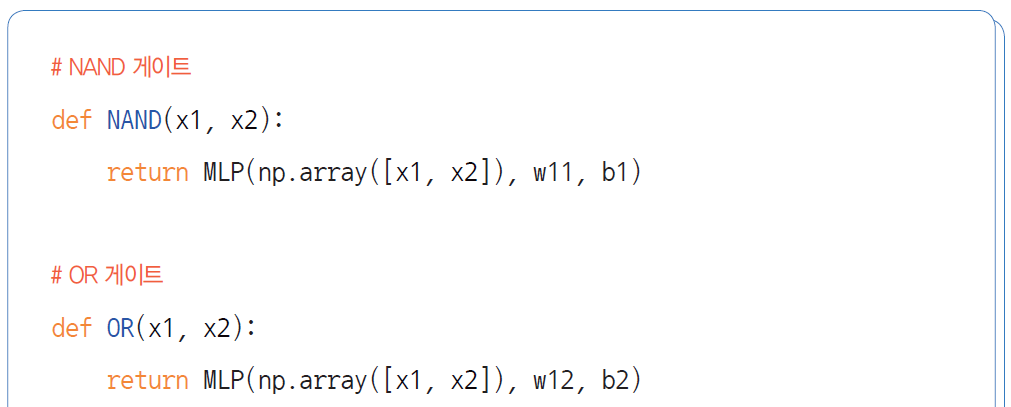 # NAND 게이트
def NAND(x1, x2):
    return MLP(np.array([x1, x2]), w11, b1)
# OR 게이트
def OR(x1, x2):
    return MLP(np.array([x1, x2]), w12, b2)